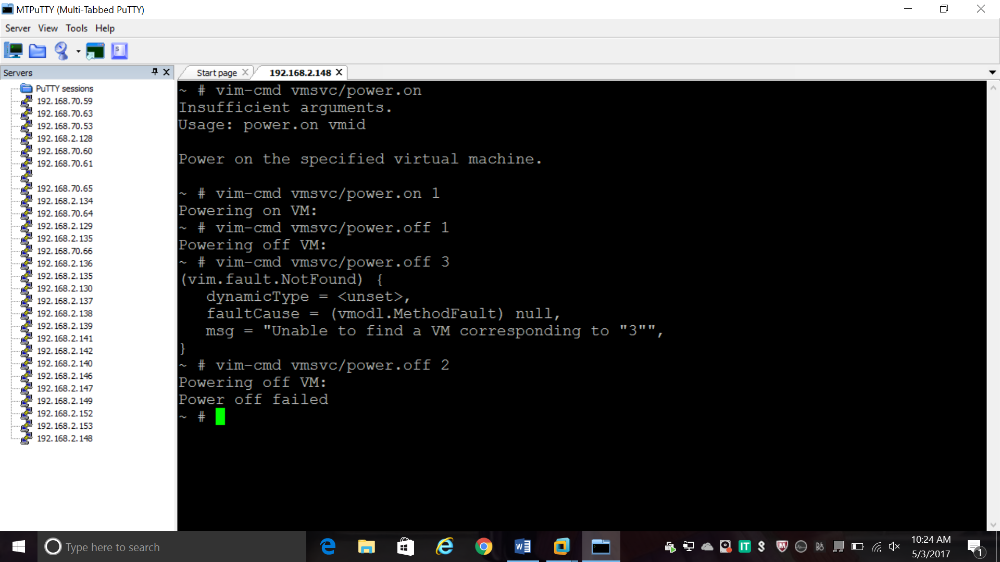 MTPuTTY (Multi-Tabbed PuTTY)
Server View Tools Help
Servers
Start page
192.168.2.148
PuTTY sessions
192.168.70.59
192.168.70.63
192.168.70.53
192.168.2.128
192.168.70.60
192.168.70.61
192.168.70.65
192.168.2.134
192.168.70.64
192.168.2.129
192.168.2.135
192.168.70.66
192.168.2.136
192.168.2.135
192.168.2.130
192.168.2.137
192.168.2.138
192.168.2.139
192.168.2.141
192.168.2.142
192.168.2.140
192.168.2.146
192.168.2.147
192.168.2.149
192.168.2.152
192.168.2.153
192.168.2.148
~ # vim-cmd vmsvc/power.on
Insufficient arguments.
Usage: power.on vmid
Power on the specified virtual machine.
~ # vim-cmd vmsvc/power.on 1
Powering on VM:
~ # vim-cmd vmsvc/power.off 1
Powering off VM:
~ # vim-cmd vmsvc/power.off 3
(vim.fault.NotFound) {
   dynamicType = <unset>,
   faultCause = (vmodl.MethodFault) null,
   msg = "Unable to find a VM corresponding to "3"",
}
~ # vim-cmd vmsvc/power.off 2
Powering off VM:
Power off failed
~ #
Type here to search
IT
10:24 AM
5/3/2017
1